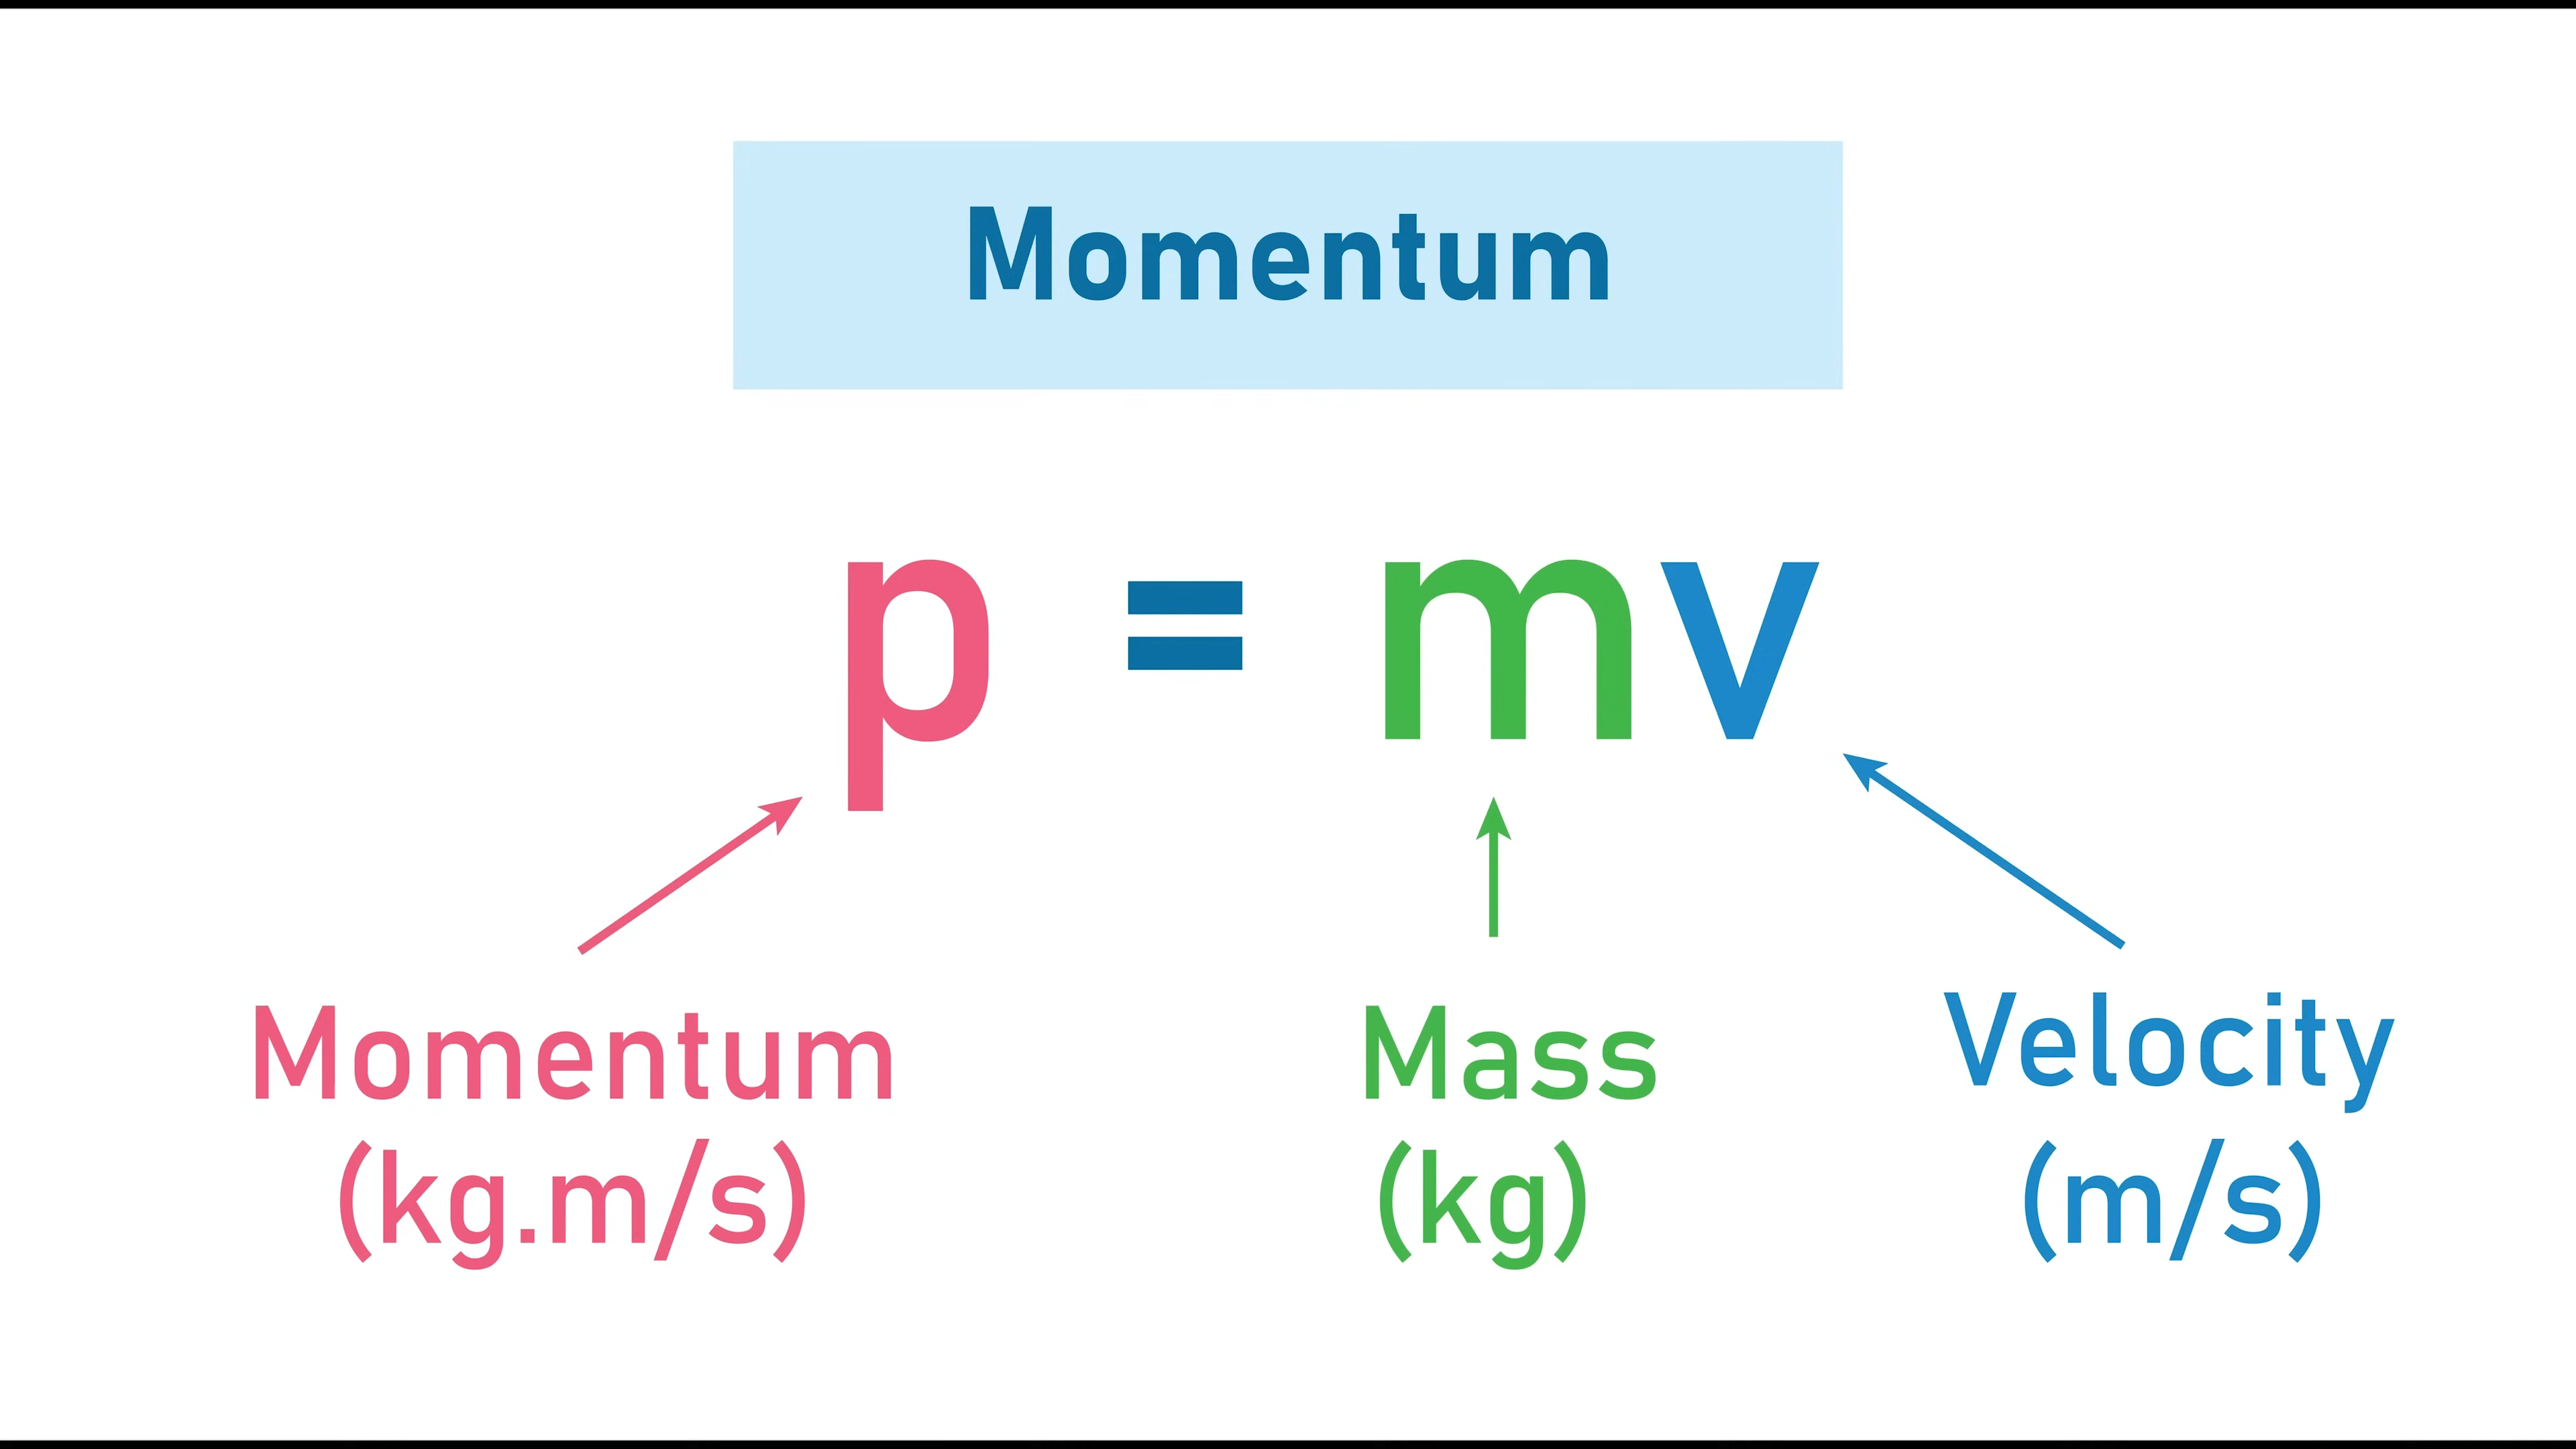 Momentum
p = mv
Momentum
(kg.m/s)
Mass
(kg)
Velocity
(m/s)